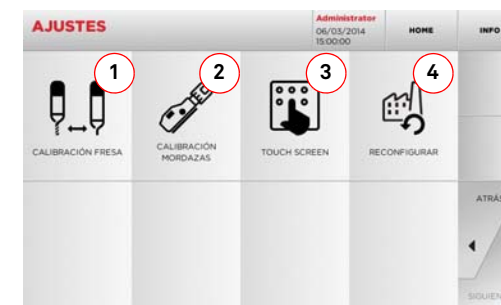 AJUSTES
Administrator
06/03/2014
15:00:00
HOME
INFO
1
2
3
4
CALIBRACIÓN FRESA
CALIBRACIÓN
MORDAZAS
TOUCH SCREEN
RECONFIGURAR
ATRÁS
SIGUIEN